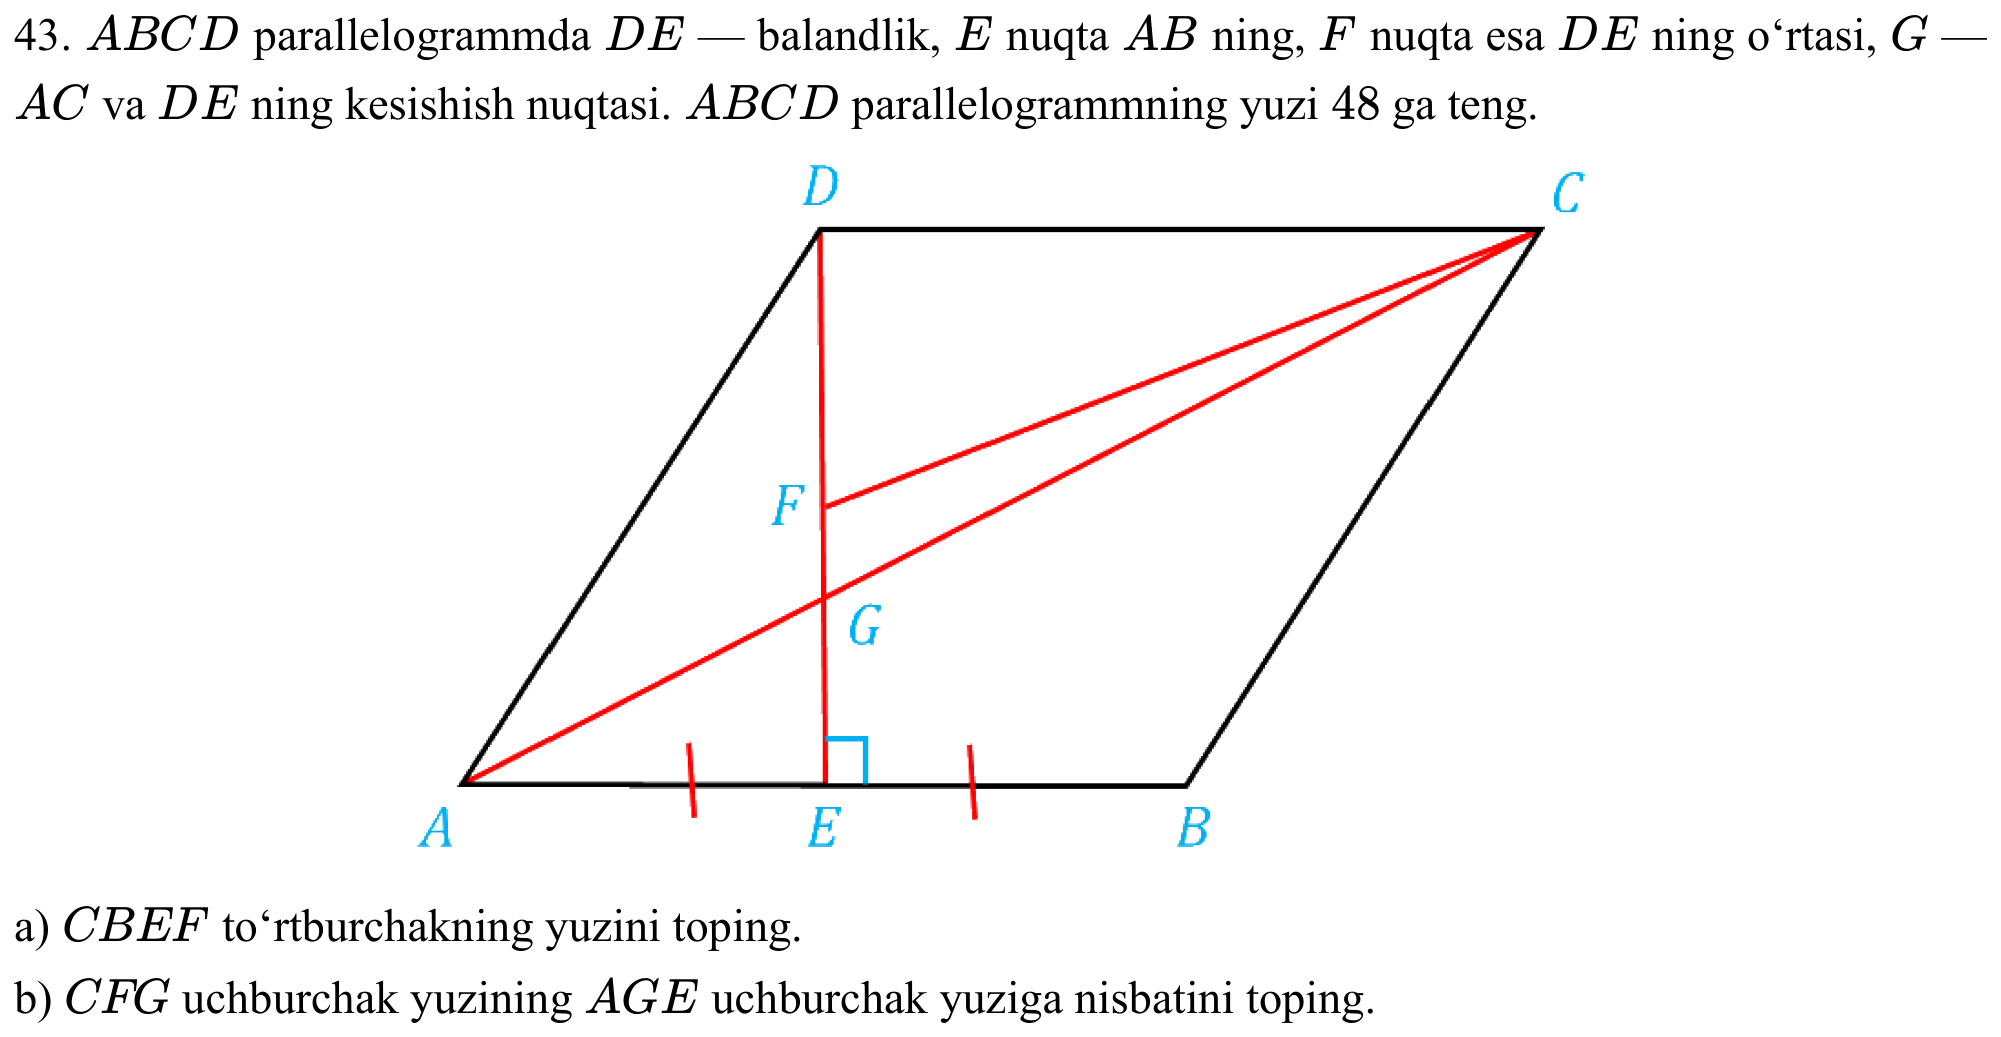 43. ABCD parallelogrammda DE — balandlik, E nuqta AB ning, F nuqta esa DE ning o‘rtasi, G —
AC va DE ning kesishish nuqtasi. ABCD parallelogrammning yuzi 48 ga teng.
D
C
F
G
A
E
B
a) CBEF to‘rtburchakning yuzini toping.
b) CFG uchburchak yuzining AGE uchburchak yuziga nisbatini toping.